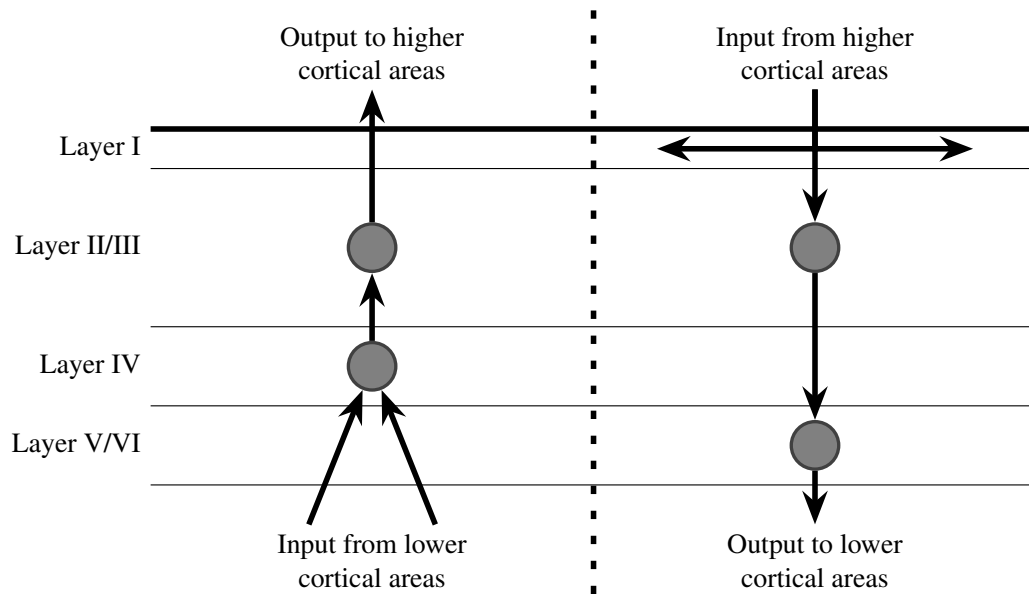 Output to higher
cortical areas
Input from higher
cortical areas
Layer I
Layer II/III
Layer IV
Layer V/VI
Input from lower
cortical areas
Output to lower
cortical areas